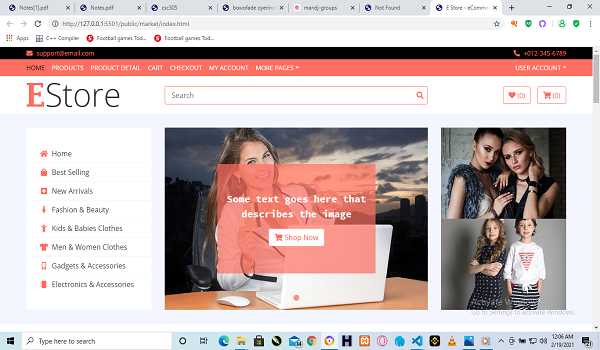 Notes[1].pdf
Notes.pdf
csc305
bowofade oyerind
mandj-groups
Not Found
E Store - eComme
http://127.0.0.1:5501/public/market/index.html
Apps
C++ Compiler
Football games Tod...
Football games Tod...
support@email.com
+012-345-6789
HOME PRODUCTS PRODUCT DETAIL CART CHECKOUT MY ACCOUNT MORE PAGES
USER ACCOUNT
EStore
Search
(0)
(0)
Home
Best Selling
New Arrivals
Fashion & Beauty
Kids & Babies Clothes
Men & Women Clothes
Gadgets & Accessories
Electronics & Accessories
Some text goes here that
describes the image
Shop Now
Activate Windows
Go to Settings to Activate Windows.
Type here to search
12:06 AM
2/19/2021